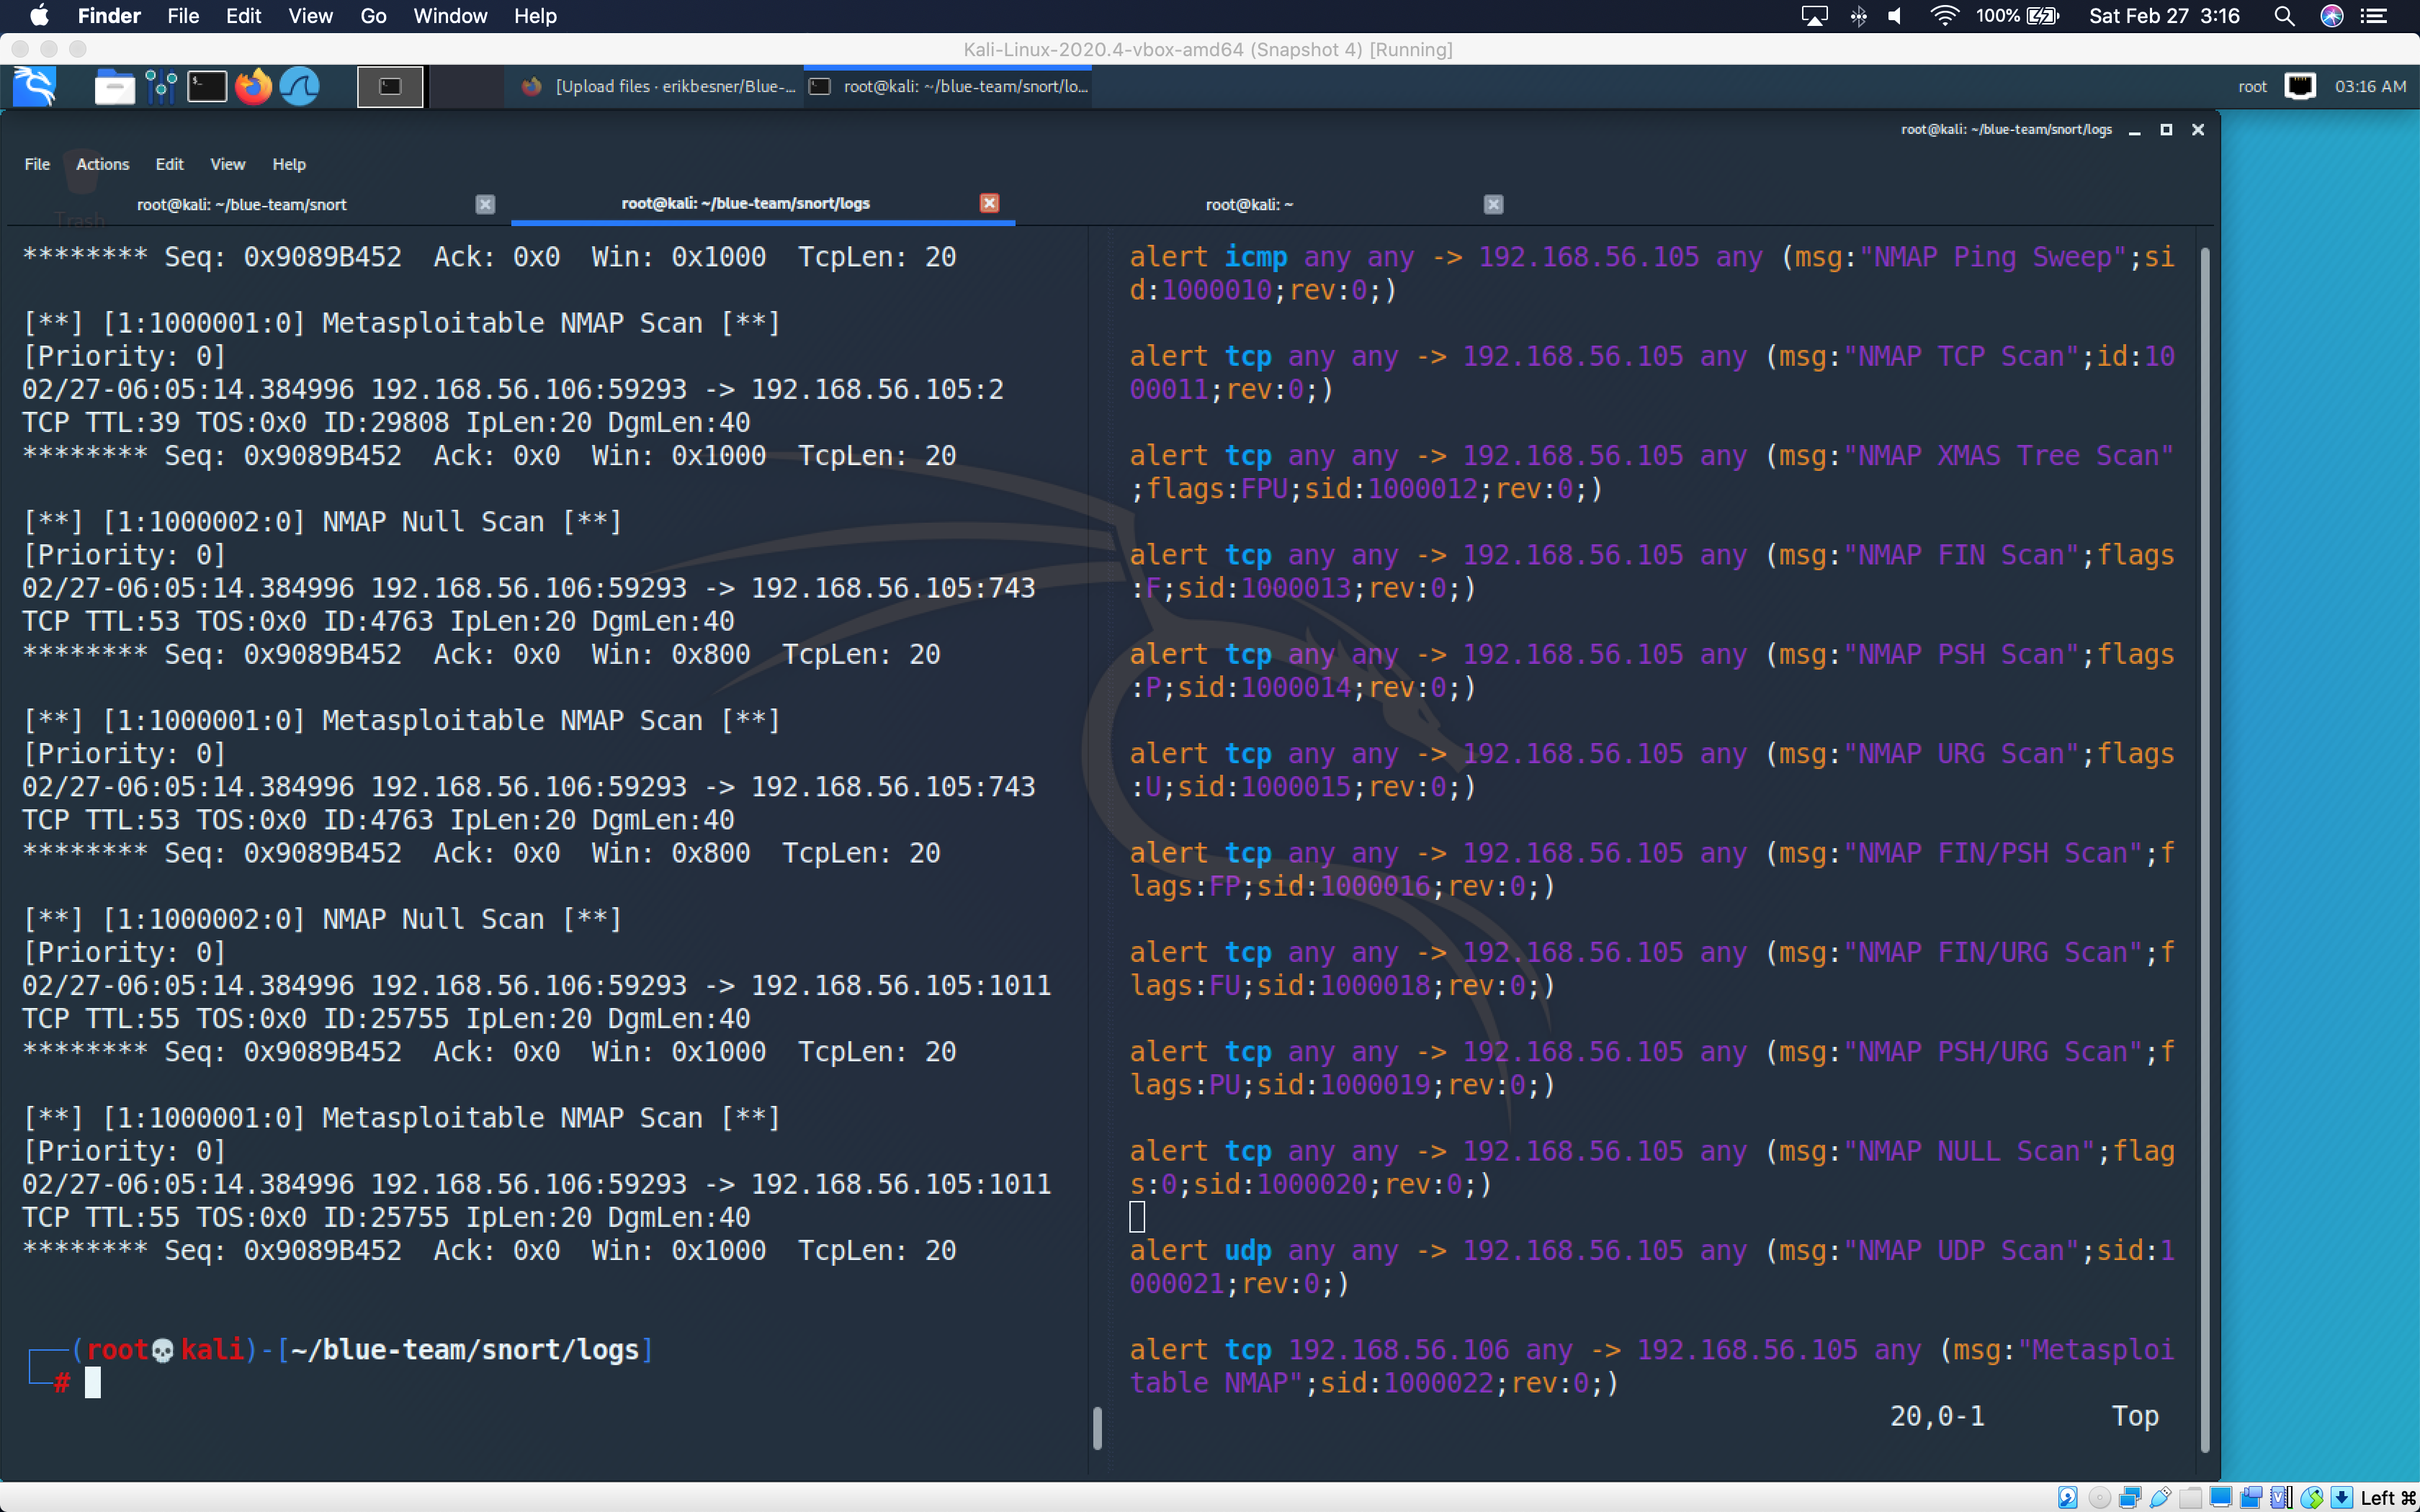 Finder File Edit View Go Window Help 100% Sat Feb 27 3:16
Kali-Linux-2020.4-vbox-amd64 (Snapshot 4) [Running]
[Upload files · erikbesner/Blue-... root@kali: ~/blue-team/snort/lo... root 03:16 AM
root@kali: ~/blue-team/snort/logs
File Actions Edit View Help
Trash
root@kali: ~/blue-team/snort root@kali: ~/blue-team/snort/logs root@kali: ~
******** Seq: 0x9089B452  Ack: 0x0  Win: 0x1000  TcpLen: 20
[**] [1:1000001:0] Metasploitable NMAP Scan [**]
[Priority: 0]
02/27-06:05:14.384996 192.168.56.106:59293 -> 192.168.56.105:2
TCP TTL:39 TOS:0x0 ID:29808 IpLen:20 DgmLen:40
******** Seq: 0x9089B452  Ack: 0x0  Win: 0x1000  TcpLen: 20
[**] [1:1000002:0] NMAP Null Scan [**]
[Priority: 0]
02/27-06:05:14.384996 192.168.56.106:59293 -> 192.168.56.105:743
TCP TTL:53 TOS:0x0 ID:4763 IpLen:20 DgmLen:40
******** Seq: 0x9089B452  Ack: 0x0  Win: 0x800  TcpLen: 20
[**] [1:1000001:0] Metasploitable NMAP Scan [**]
[Priority: 0]
02/27-06:05:14.384996 192.168.56.106:59293 -> 192.168.56.105:743
TCP TTL:53 TOS:0x0 ID:4763 IpLen:20 DgmLen:40
******** Seq: 0x9089B452  Ack: 0x0  Win: 0x800  TcpLen: 20
[**] [1:1000002:0] NMAP Null Scan [**]
[Priority: 0]
02/27-06:05:14.384996 192.168.56.106:59293 -> 192.168.56.105:1011
TCP TTL:55 TOS:0x0 ID:25755 IpLen:20 DgmLen:40
******** Seq: 0x9089B452  Ack: 0x0  Win: 0x1000  TcpLen: 20
[**] [1:1000001:0] Metasploitable NMAP Scan [**]
[Priority: 0]
02/27-06:05:14.384996 192.168.56.106:59293 -> 192.168.56.105:1011
TCP TTL:55 TOS:0x0 ID:25755 IpLen:20 DgmLen:40
******** Seq: 0x9089B452  Ack: 0x0  Win: 0x1000  TcpLen: 20
(root💀kali)-[~/blue-team/snort/logs]
#
alert icmp any any -> 192.168.56.105 any (msg:"NMAP Ping Sweep";si
d:1000010;rev:0;)
alert tcp any any -> 192.168.56.105 any (msg:"NMAP TCP Scan";id:10
00011;rev:0;)
alert tcp any any -> 192.168.56.105 any (msg:"NMAP XMAS Tree Scan"
;flags:FPU;sid:1000012;rev:0;)
alert tcp any any -> 192.168.56.105 any (msg:"NMAP FIN Scan";flags
:F;sid:1000013;rev:0;)
alert tcp any any -> 192.168.56.105 any (msg:"NMAP PSH Scan";flags
:P;sid:1000014;rev:0;)
alert tcp any any -> 192.168.56.105 any (msg:"NMAP URG Scan";flags
:U;sid:1000015;rev:0;)
alert tcp any any -> 192.168.56.105 any (msg:"NMAP FIN/PSH Scan";f
lags:FP;sid:1000016;rev:0;)
alert tcp any any -> 192.168.56.105 any (msg:"NMAP FIN/URG Scan";f
lags:FU;sid:1000018;rev:0;)
alert tcp any any -> 192.168.56.105 any (msg:"NMAP PSH/URG Scan";f
lags:PU;sid:1000019;rev:0;)
alert tcp any any -> 192.168.56.105 any (msg:"NMAP NULL Scan";flag
s:0;sid:1000020;rev:0;)
alert udp any any -> 192.168.56.105 any (msg:"NMAP UDP Scan";sid:1
000021;rev:0;)
alert tcp 192.168.56.106 any -> 192.168.56.105 any (msg:"Metasploi
table NMAP";sid:1000022;rev:0;)
20,0-1 Top
Left ⌘